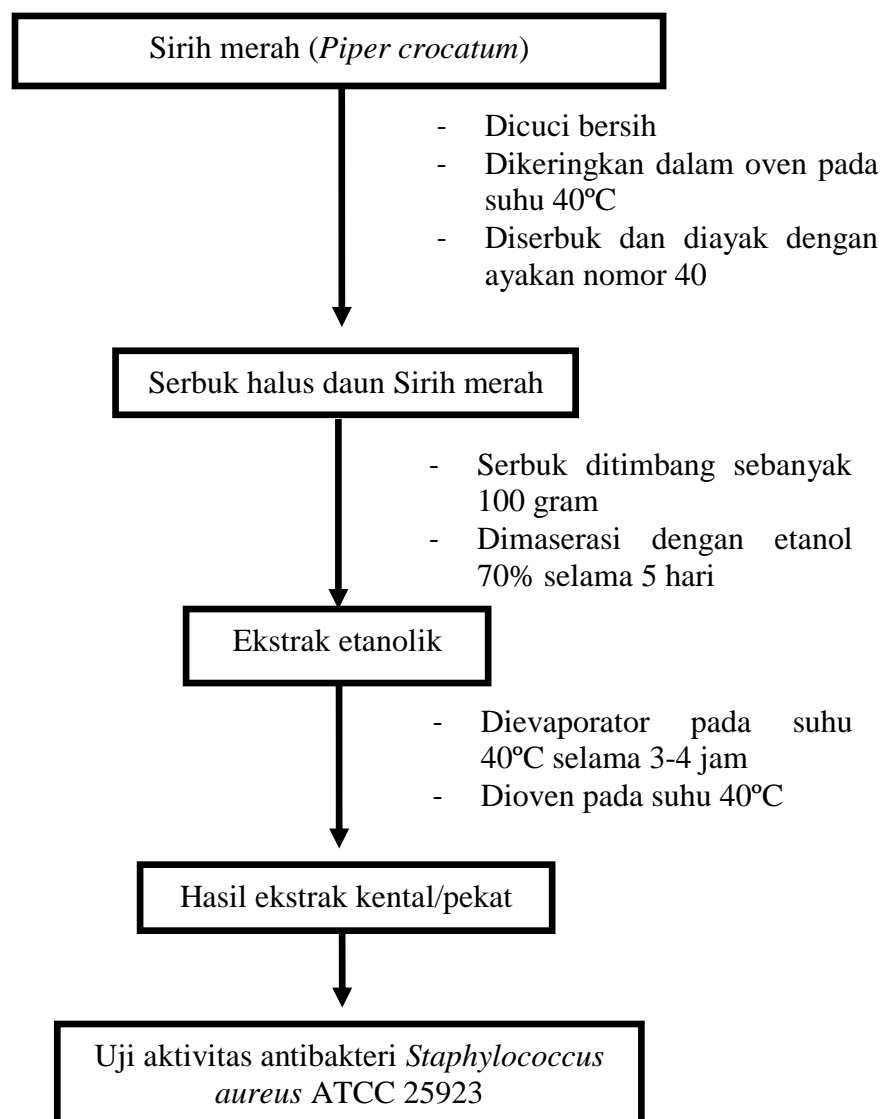 Sirih merah (Piper crocatum)
- Dicuci bersih
- Dikeringkan dalam oven pada
suhu 40ºC
- Diserbuk dan diayak dengan
ayakan nomor 40
Serbuk halus daun Sirih merah
- Serbuk ditimbang sebanyak
100 gram
- Dimaserasi dengan etanol
70% selama 5 hari
Ekstrak etanolik
- Dievaporator pada suhu
40ºC selama 3-4 jam
- Dioven pada suhu 40ºC
Hasil ekstrak kental/pekat
Uji aktivitas antibakteri Staphylococcus
aureus ATCC 25923